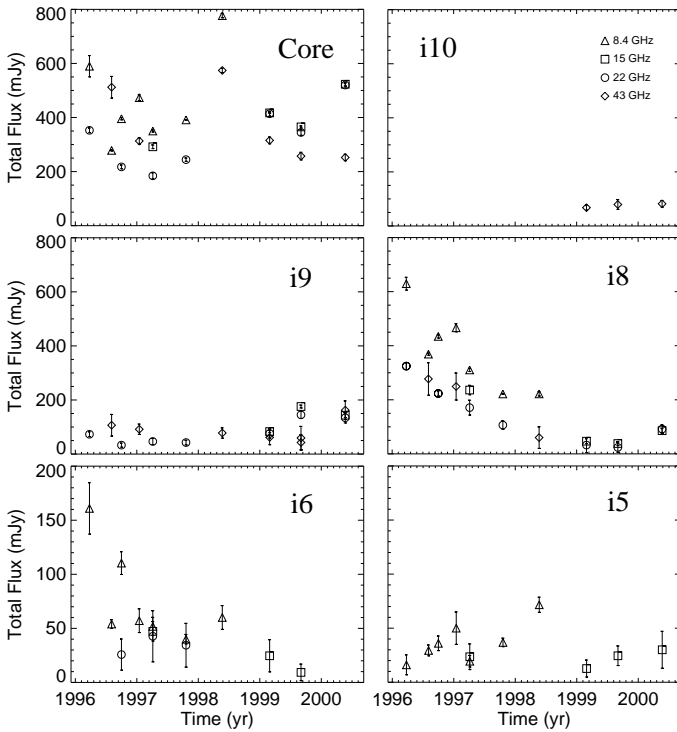 800
600
400
200
0
Total Flux (mJy)
Core
i10
8.4 GHz
15 GHz
22 GHz
43 GHz
800
600
400
200
0
Total Flux (mJy)
i9
i8
200
150
100
50
0
Total Flux (mJy)
i6
i5
1996 1997 1998 1999 2000
Time (yr)
1996 1997 1998 1999 2000
Time (yr)